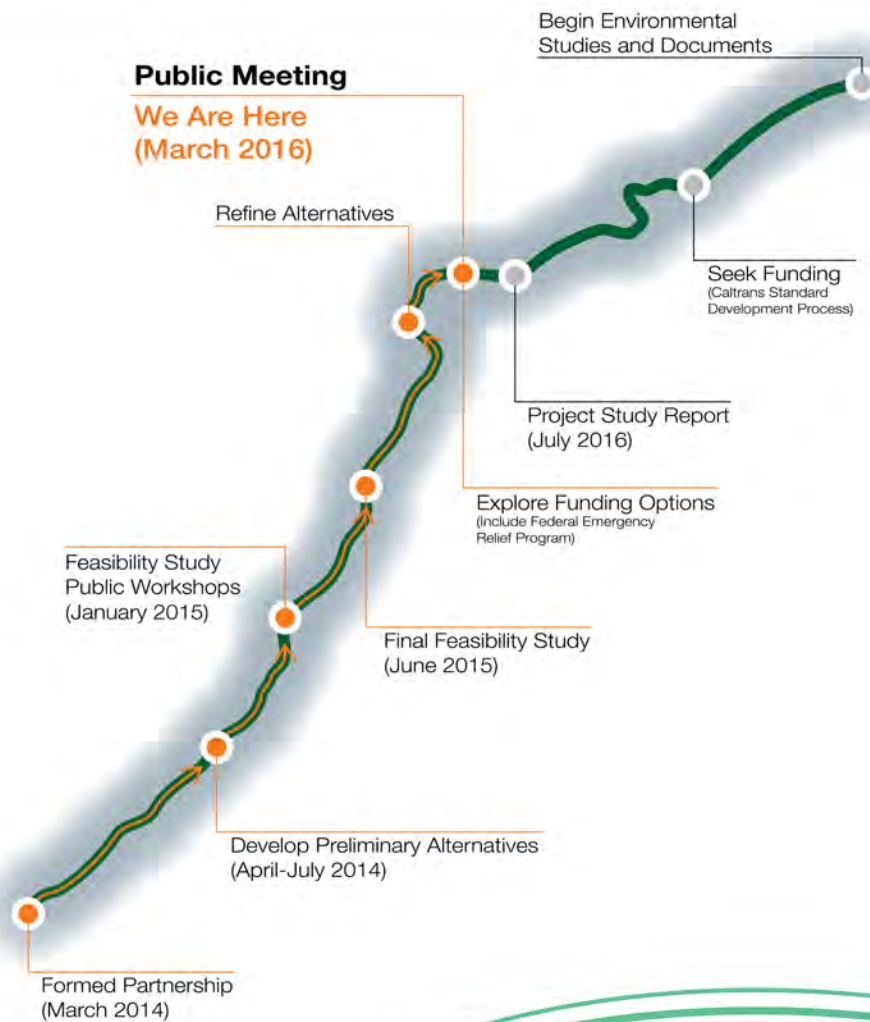 Begin Environmental
Studies and Documents
Public Meeting
We Are Here
(March 2016)
Refine Alternatives
Seek Funding
(Caltrans Standard
Development Process)
Project Study Report
(July 2016)
Explore Funding Options
(Include Federal Emergency
Relief Program)
Feasibility Study
Public Workshops
(January 2015)
Final Feasibility Study
(June 2015)
Develop Preliminary Alternatives
(April-July 2014)
Formed Partnership
(March 2014)